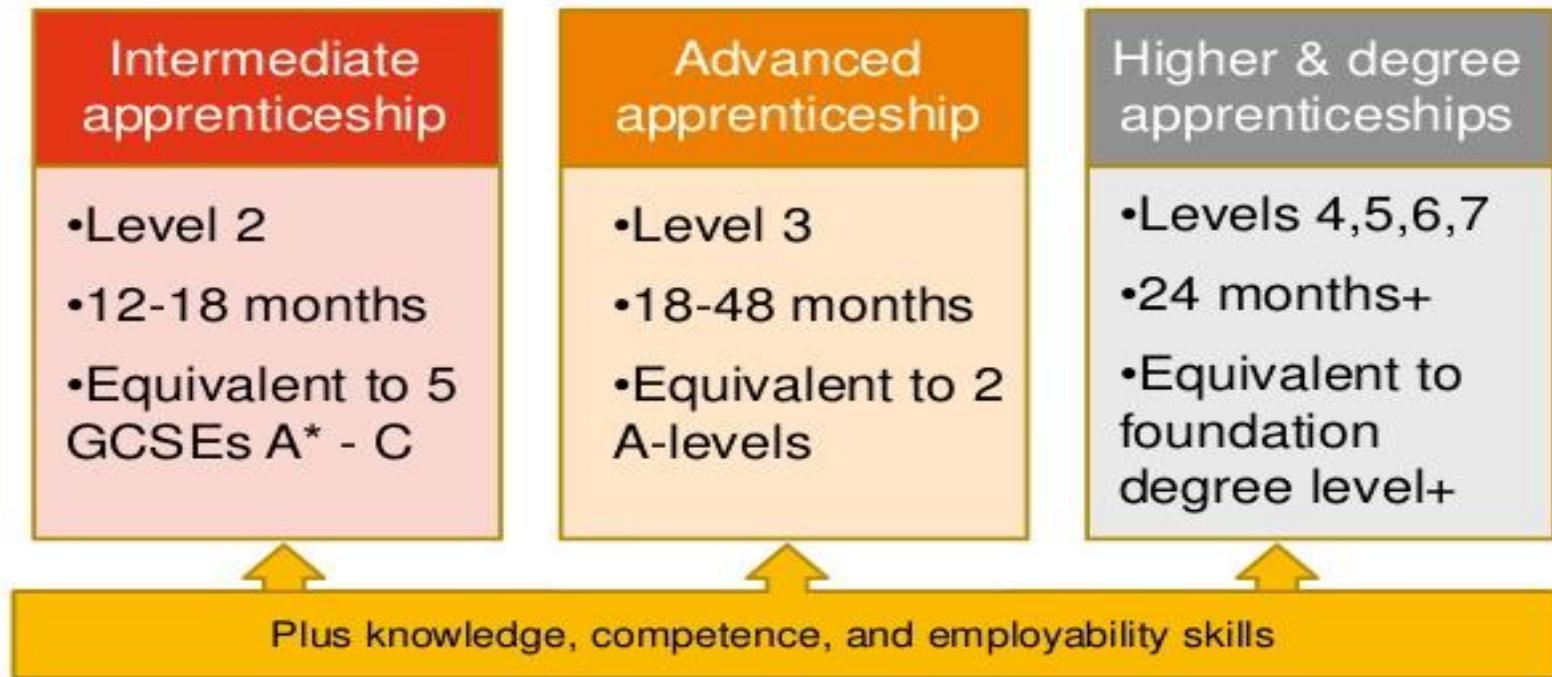 Intermediate
apprenticeship
•Level 2
•12-18 months
•Equivalent to 5
GCSEs A* - C
Advanced
apprenticeship
•Level 3
•18-48 months
•Equivalent to 2
A-levels
Higher & degree
apprenticeships
•Levels 4,5,6,7
•24 months+
•Equivalent to
foundation
degree level+
Plus knowledge, competence, and employability skills